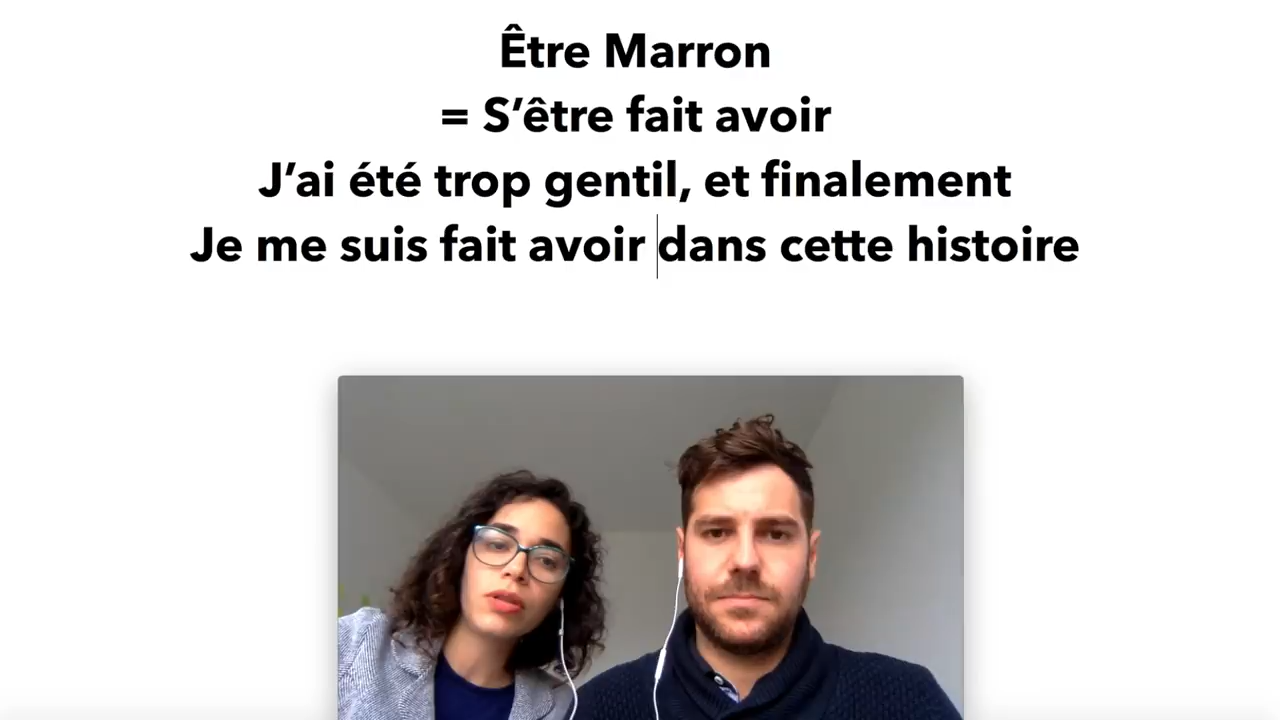 Être Marron
= S’être fait avoir
J’ai été trop gentil, et finalement
Je me suis fait avoir dans cette histoire